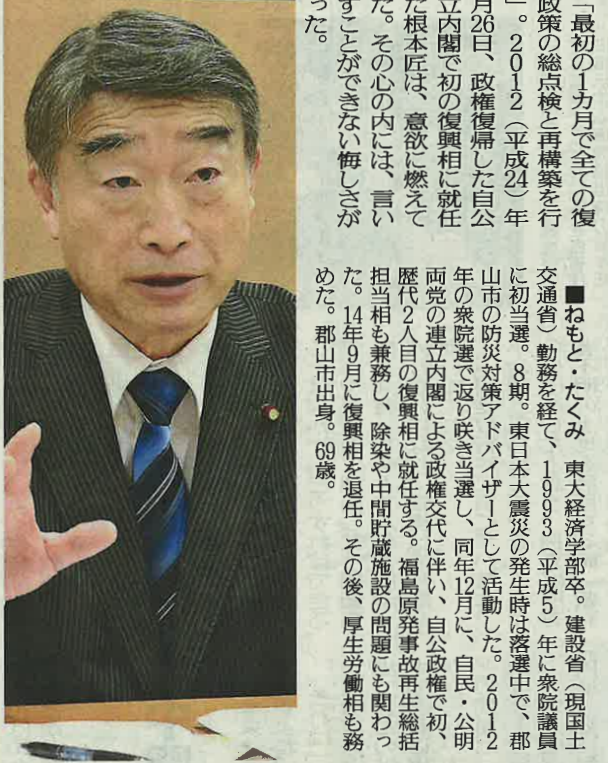 「最初の1カ月で全ての復
政策の総点検と再構築を行
」。2012(平成24)年
月26日、政権復帰した自公
立内閣で初の復興相に就任
た根本匠は、意欲に燃えて
た。その心の内には、言い
すことができない悔しさが
った。
■ねもと・たくみ　東大経済学部卒。建設省(現国土
交通省)勤務を経て、1993(平成5)年に衆院議員
に初当選。8期。東日本大震災の発生時は落選中で、郡
山市の防災対策アドバイザーとして活動した。2012
年の衆院選で返り咲き当選し、同年12月に、自民・公明
両党の連立内閣による政権交代に伴い、自公政権で初、
歴代2人目の復興相に就任する。福島原発事故再生総括
担当相も兼務し、除染や中間貯蔵施設の問題にも関わっ
た。14年9月に復興相を退任。その後、厚生労働相も務
めた。郡山市出身。69歳。